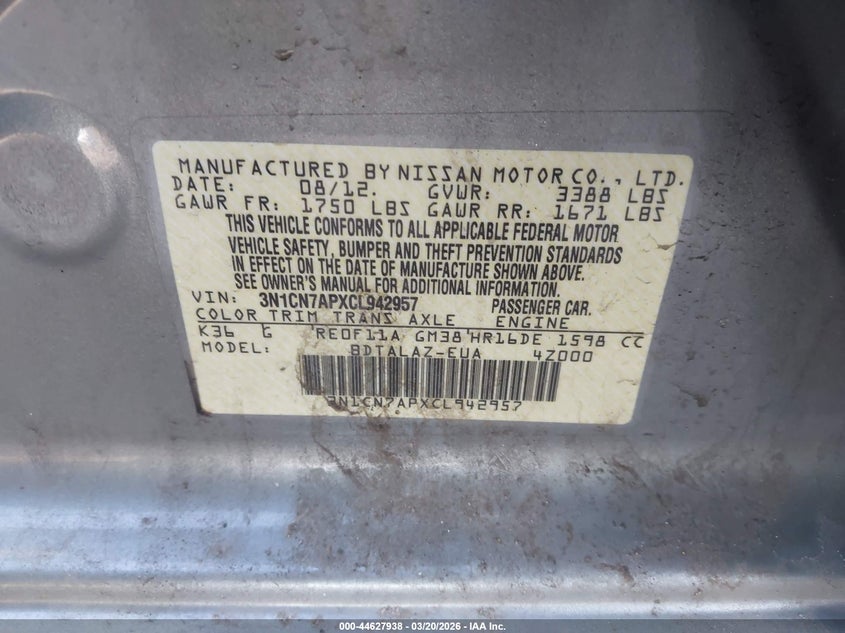 MANUFACTURED BY NISSAN MOTOR CO., LTD.
DATE: 08/12. GVWR: 3388 LBS
GAWR FR: 1750 LBS GAWR RR: 1671 LBS
THIS VEHICLE CONFORMS TO ALL APPLICABLE FEDERAL MOTOR
VEHICLE SAFETY, BUMPER AND THEFT PREVENTION STANDARDS
IN EFFECT ON THE DATE OF MANUFACTURE SHOWN ABOVE.
SEE OWNER'S MANUAL FOR ADDITIONAL INFORMATION.
VIN: 3N1CN7APXCL942957 PASSENGER CAR.
COLOR TRIM TRANS AXLE ENGINE
K36 G RE0F11A GM38 HR16DE 1598 CC
MODEL: BDTALAZ-EUA 4Z000
3N1CN7APXCL942957
000-44627938 - 03/20/2026 - IAA Inc.